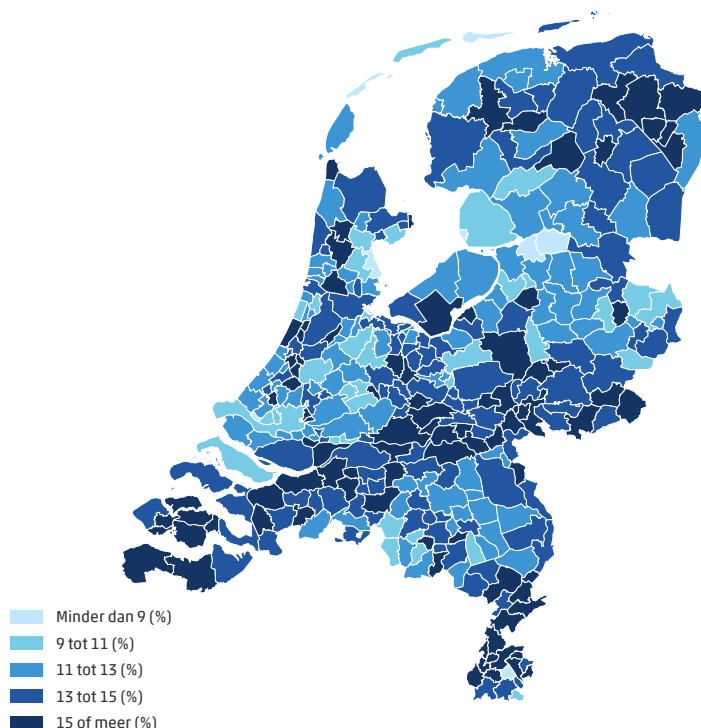 Minder dan 9 (%)
9 tot 11 (%)
11 tot 13 (%)
13 tot 15 (%)
15 of meer (%)